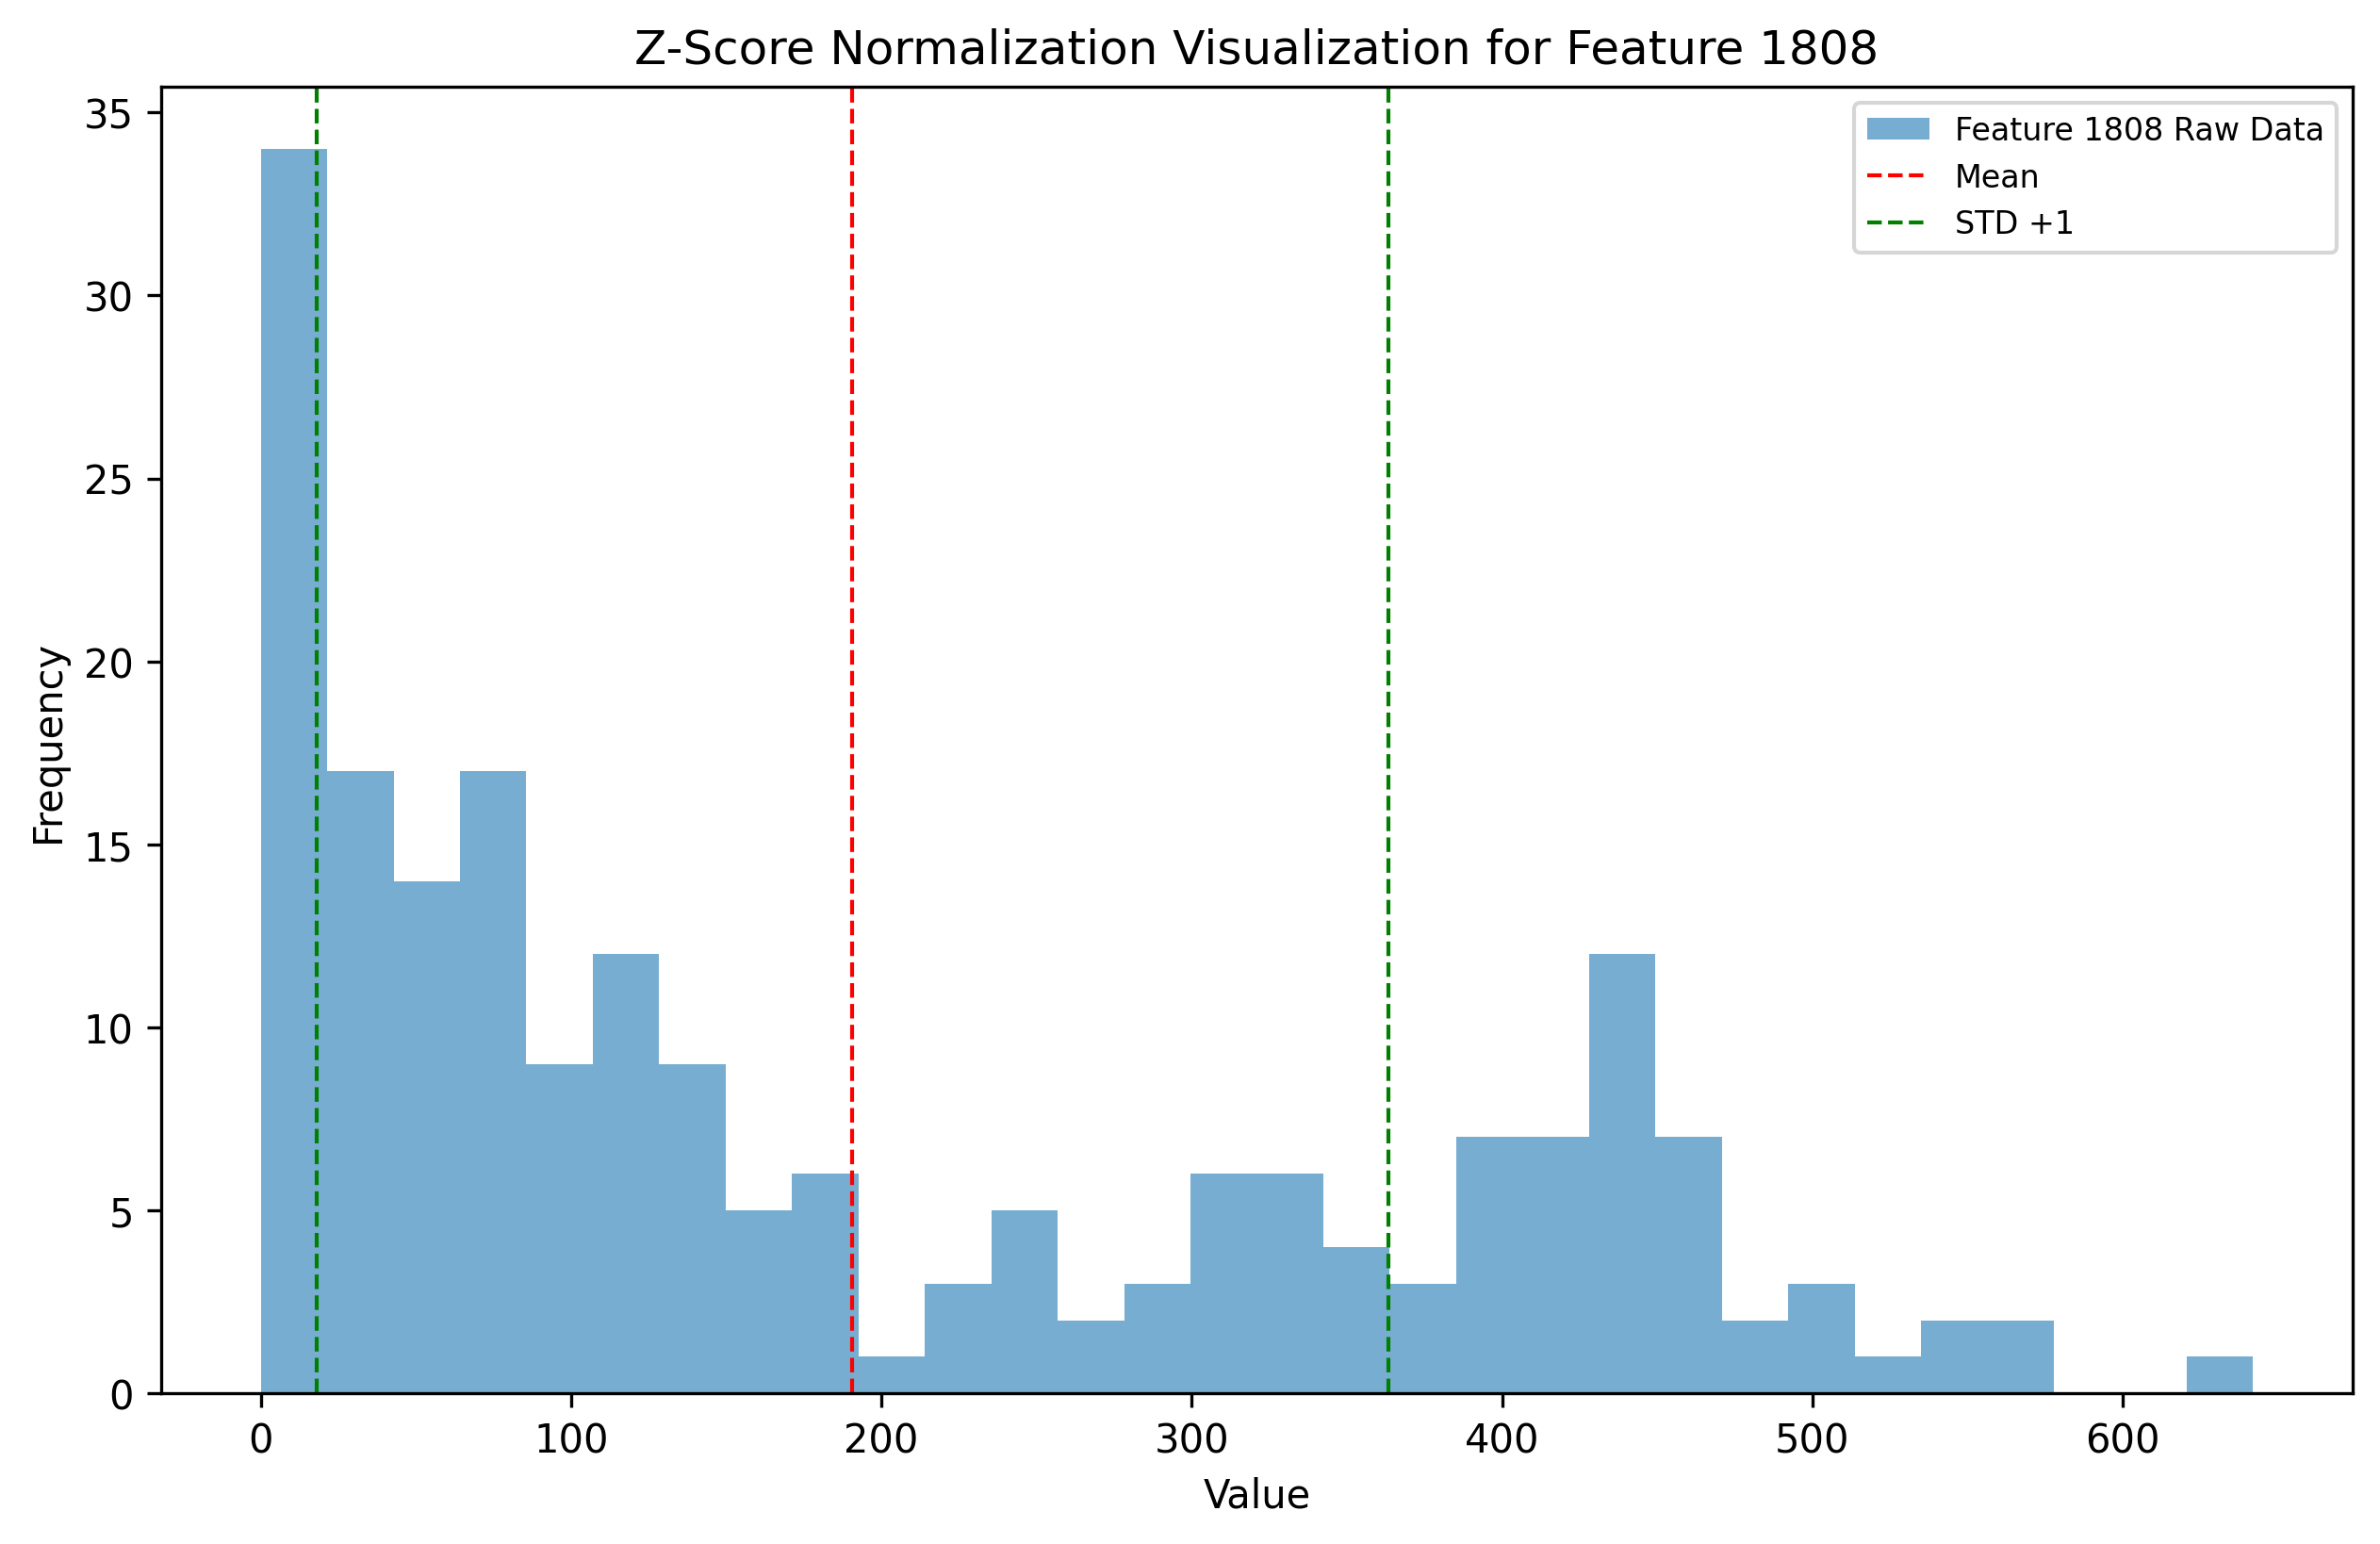 Z-Score Normalization Visualization for Feature 1808
Feature 1808 Raw Data
Mean
STD +1
Frequency
35
30
25
20
15
10
5
0
0 100 200 300 400 500 600
Value